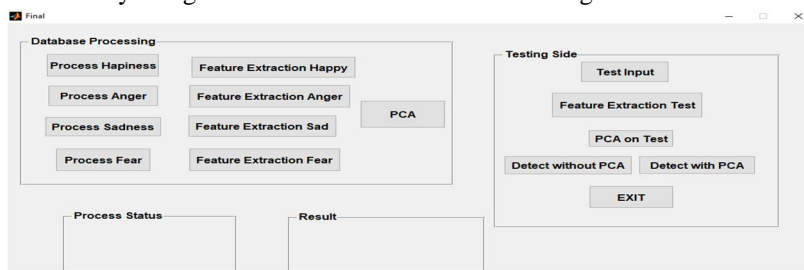 Final
Database Processing
Process Hapiness
Feature Extraction Happy
Process Anger
Feature Extraction Anger
PCA
Process Sadness
Feature Extraction Sad
Process Fear
Feature Extraction Fear
Testing Side
Test Input
Feature Extraction Test
PCA on Test
Detect without PCA
Detect with PCA
EXIT
Process Status
Result